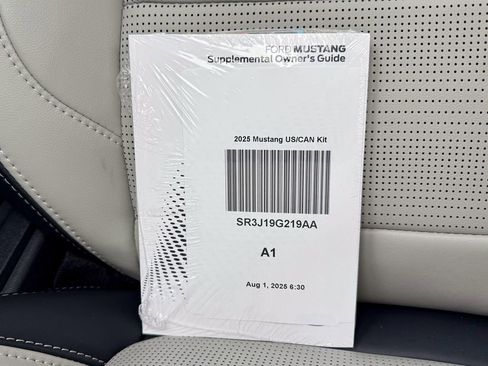 FORD MUSTANG
Supplemental Owner's Guide
2025 Mustang US/CAN Kit
SR3J19G219AA
A1
Aug 1, 2025 6:30